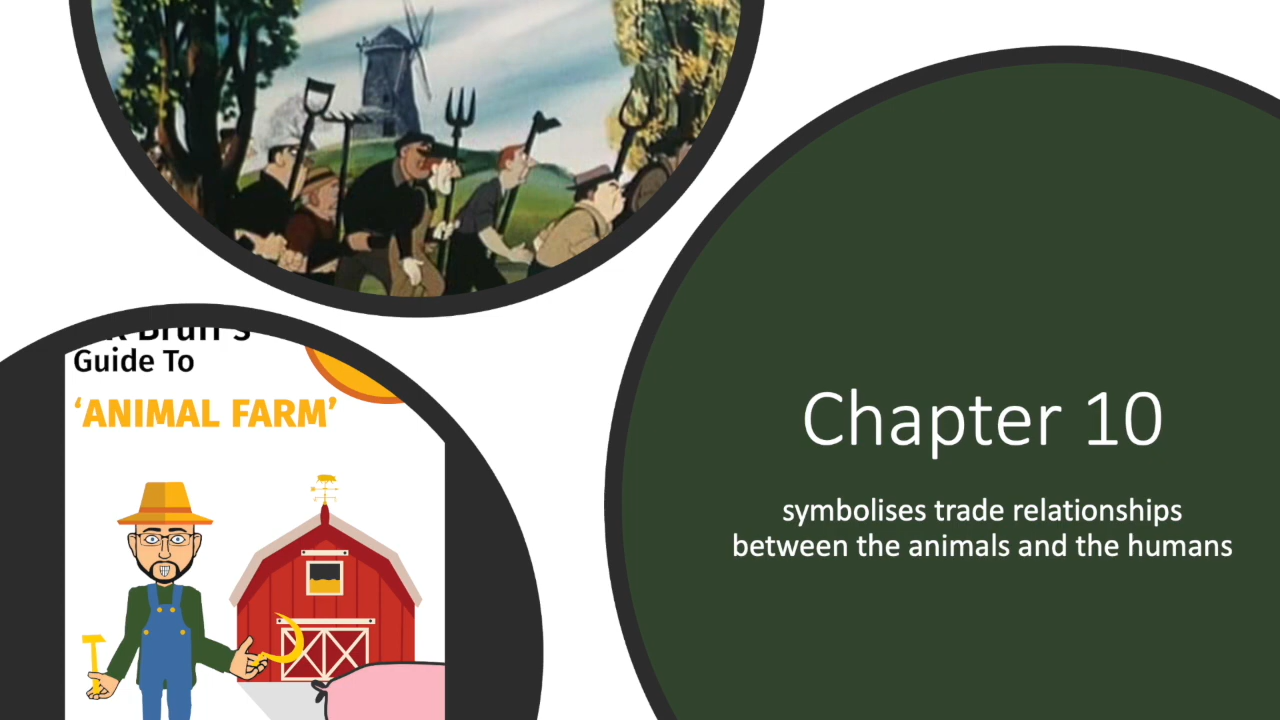 Guide To
‘ANIMAL FARM’
Chapter 10
symbolises trade relationships
between the animals and the humans